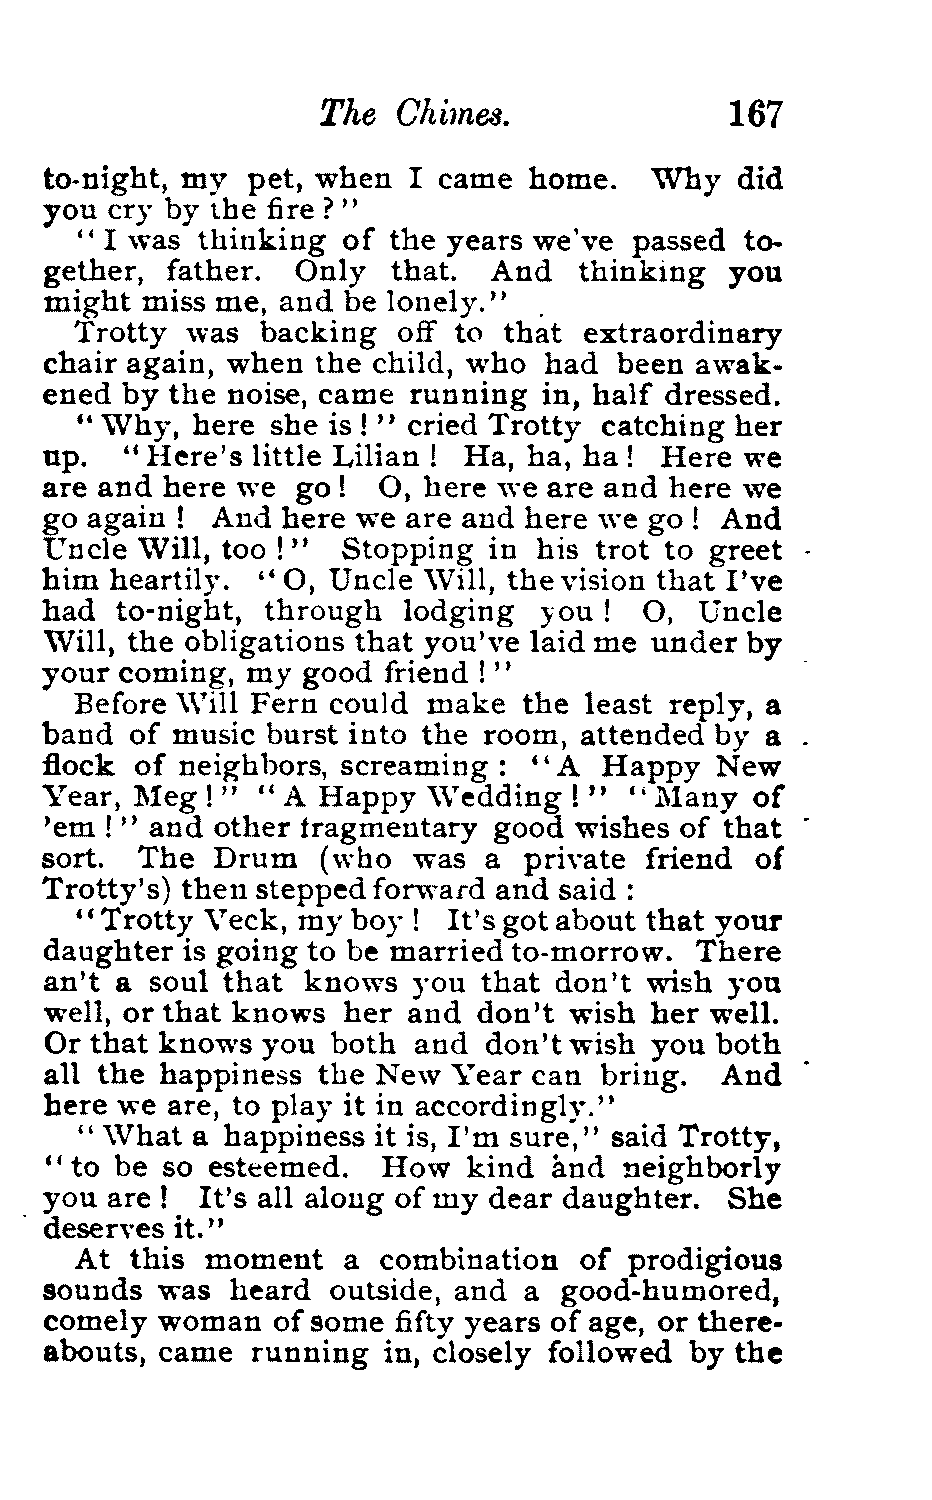 The Chimes. 167
to-night, my pet, when I came home. Why did
you cry by the fire?"
"I was thinking of the years we've passed to-
gether, father. Only that. And thinking you
might miss me, and be lonely."
Trotty was backing off to that extraordinary
chair again, when the child, who had been awak-
ened by the noise, came running in, half dressed.
"Why, here she is!" cried Trotty catching her
up. "Here's little Lilian! Ha, ha, ha! Here we
are and here we go! O, here we are and here we
go again! And here we are and here we go! And
Uncle Will, too!" Stopping in his trot to greet
him heartily. "O, Uncle Will, the vision that I've
had to-night, through lodging you! O, Uncle
Will, the obligations that you've laid me under by
your coming, my good friend!"
Before Will Fern could make the least reply, a
band of music burst into the room, attended by a
flock of neighbors, screaming: "A Happy New
Year, Meg!" "A Happy Wedding!" "Many of
'em!" and other fragmentary good wishes of that
sort. The Drum (who was a private friend of
Trotty's) then stepped forward and said:
"Trotty Veck, my boy! It's got about that your
daughter is going to be married to-morrow. There
an't a soul that knows you that don't wish you
well, or that knows her and don't wish her well.
Or that knows you both and don't wish you both
all the happiness the New Year can bring. And
here we are, to play it in accordingly."
"What a happiness it is, I'm sure," said Trotty,
"to be so esteemed. How kind and neighborly
you are! It's all along of my dear daughter. She
deserves it."
At this moment a combination of prodigious
sounds was heard outside, and a good-humored,
comely woman of some fifty years of age, or there-
abouts, came running in, closely followed by the